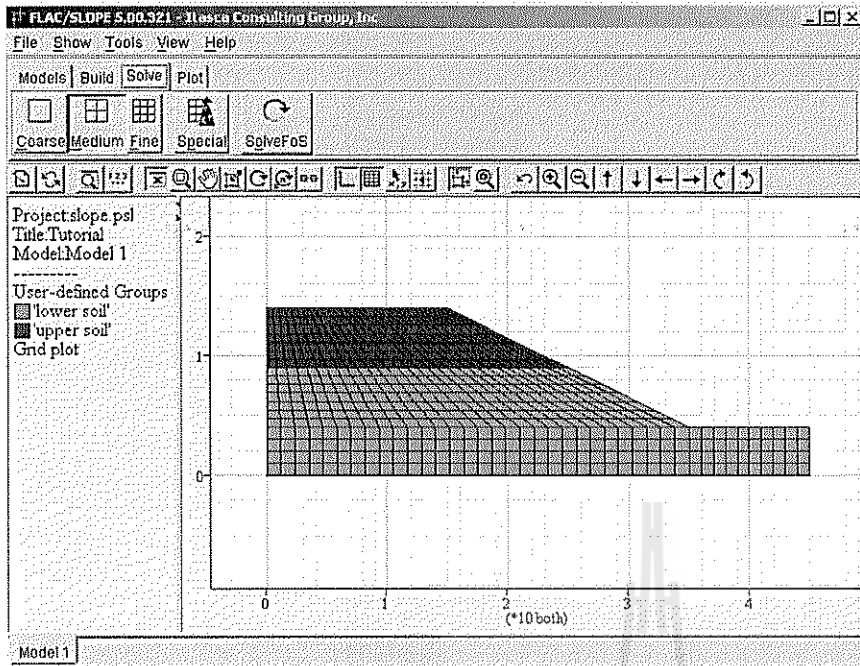 FLAC/SLOPE 5.00.321 - Itasca Consulting Group, Inc
File Show Tools View Help
Models Build Solve Plot
Coarse Medium Fine Special SolveFoS
Project:slope.psl
Title:Tutorial
Model:Model 1
----------
User-defined Groups
'lower soil'
'upper soil'
Grid plot
2
1
0
0 1 2 3 4
(*10 both)
Model 1